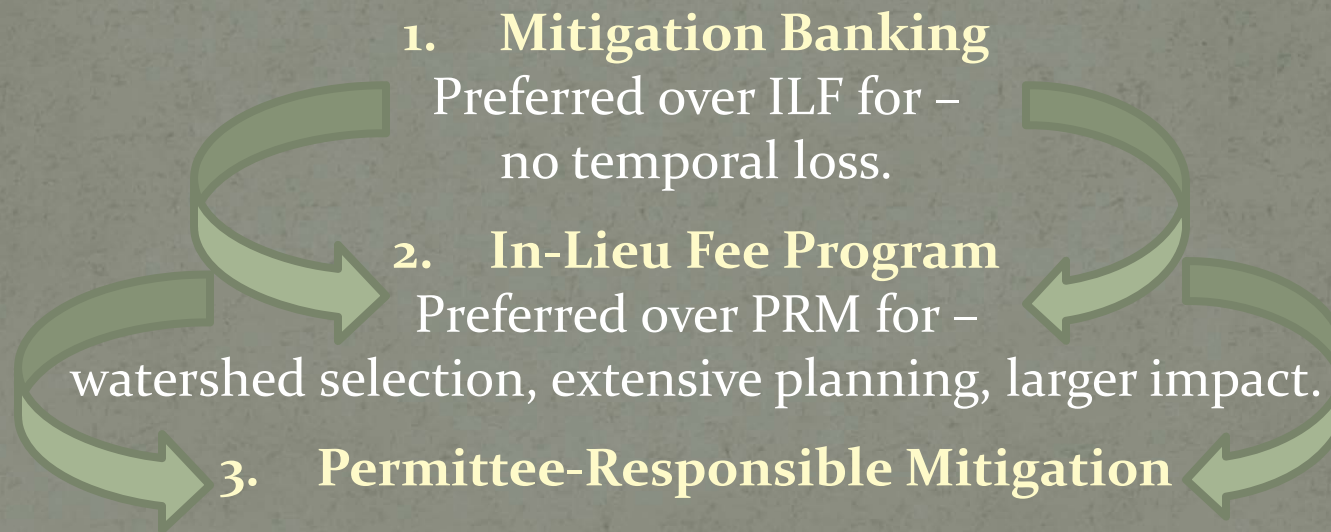 1. Mitigation Banking
Preferred over ILF for –
no temporal loss.
2. In-Lieu Fee Program
Preferred over PRM for –
watershed selection, extensive planning, larger impact.
3. Permittee-Responsible Mitigation